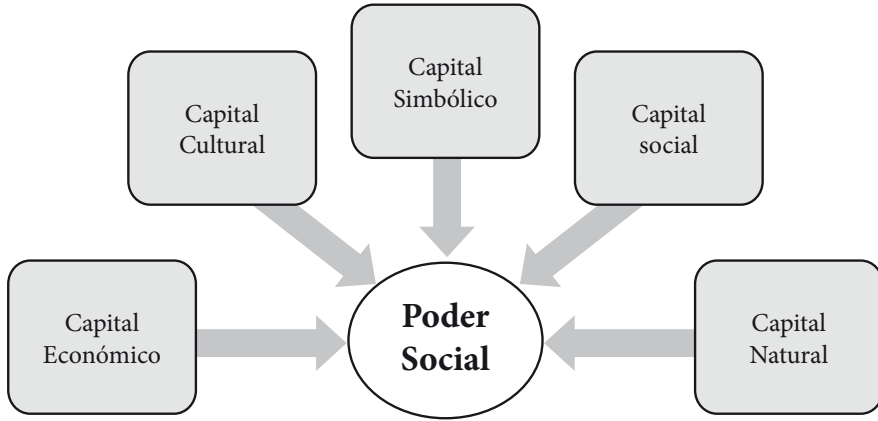 Capital
Simbólico
Capital
Cultural
Capital
social
Capital
Económico
Poder
Social
Capital
Natural